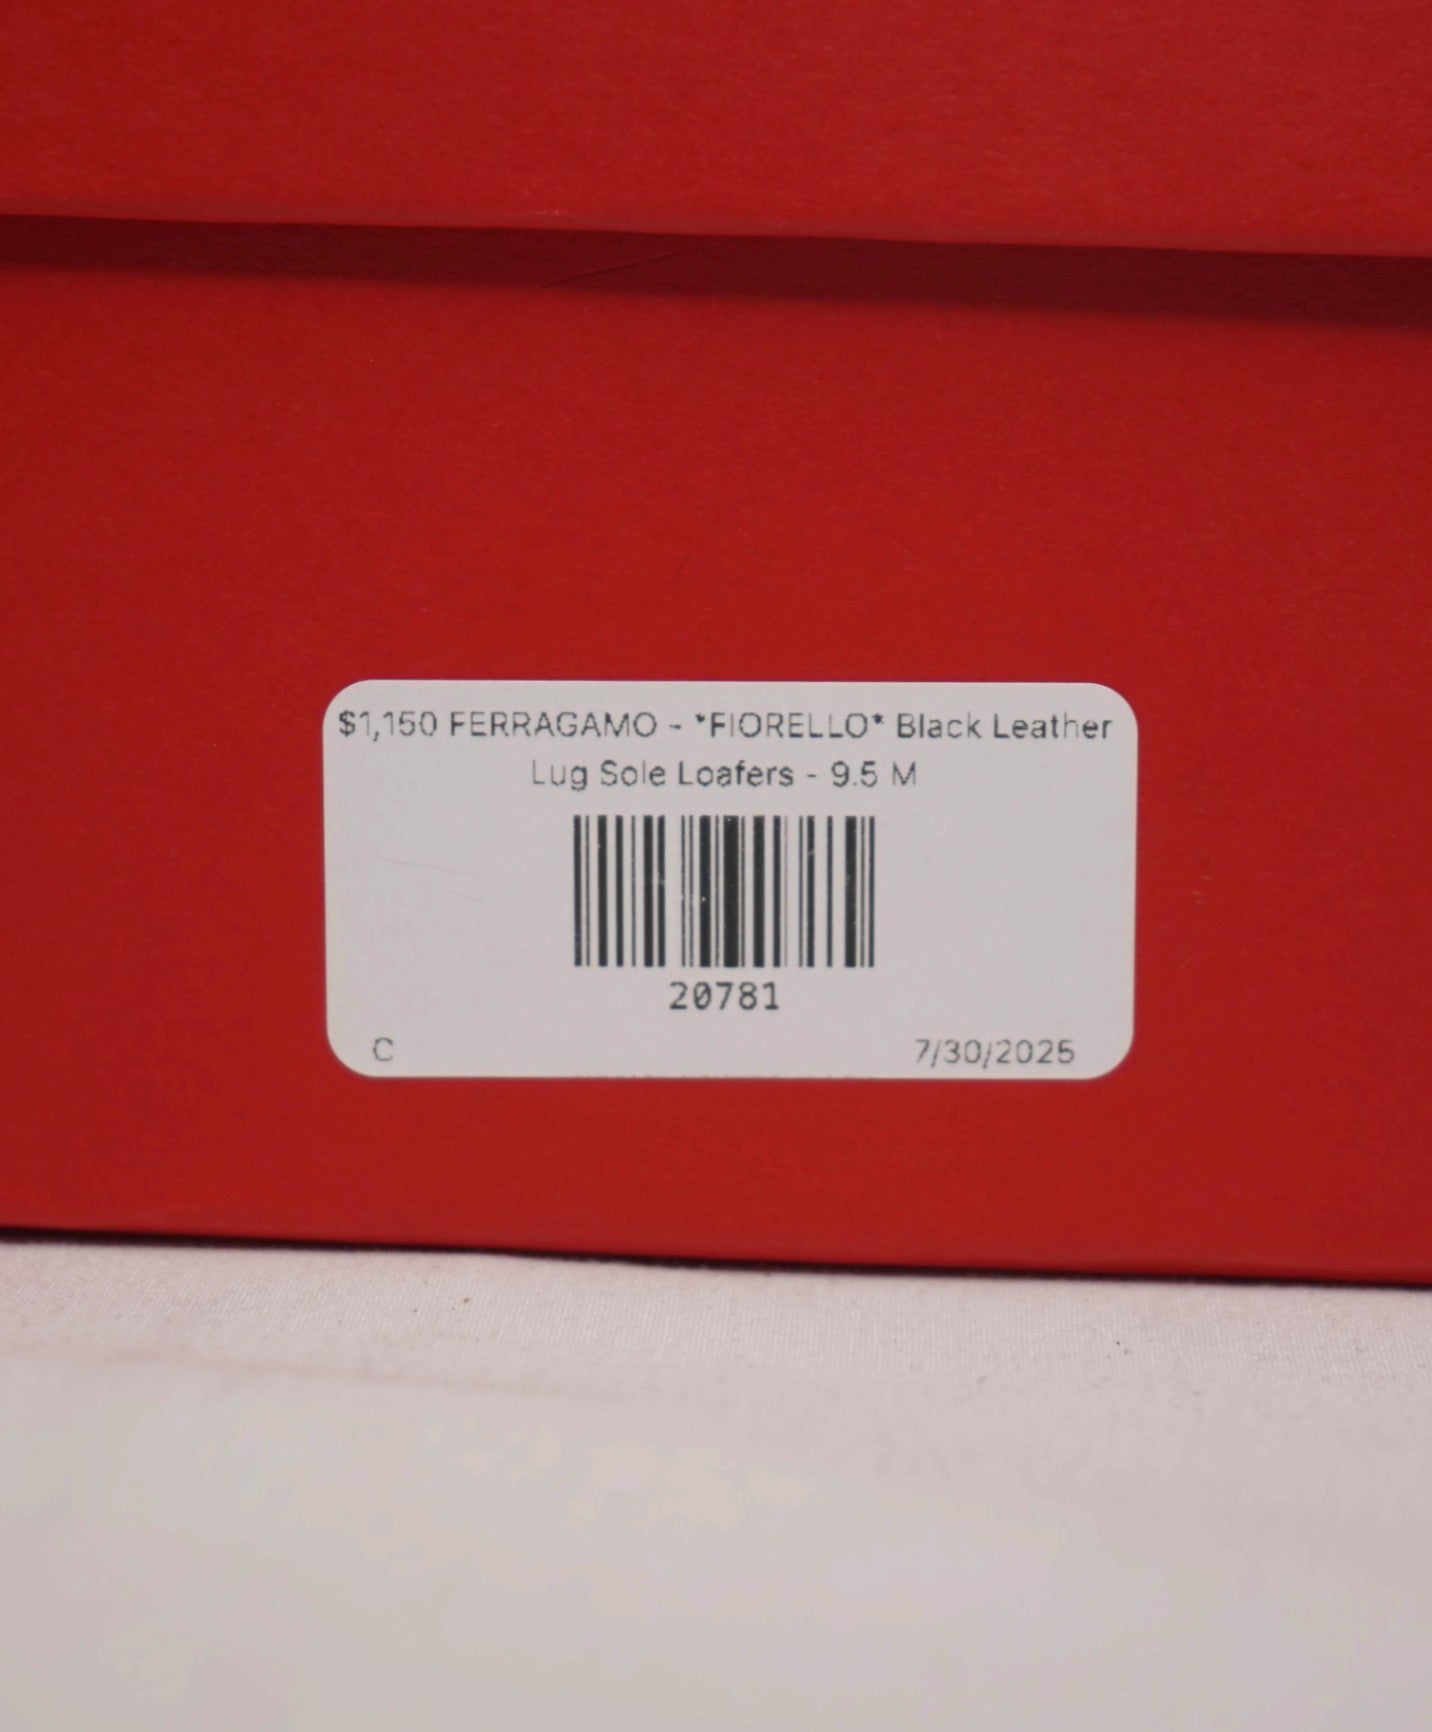 $1,150 FERRAGAMO - *FIORELLO* Black Leather
Lug Sole Loafers - 9.5 M
20781
C 7/30/2025